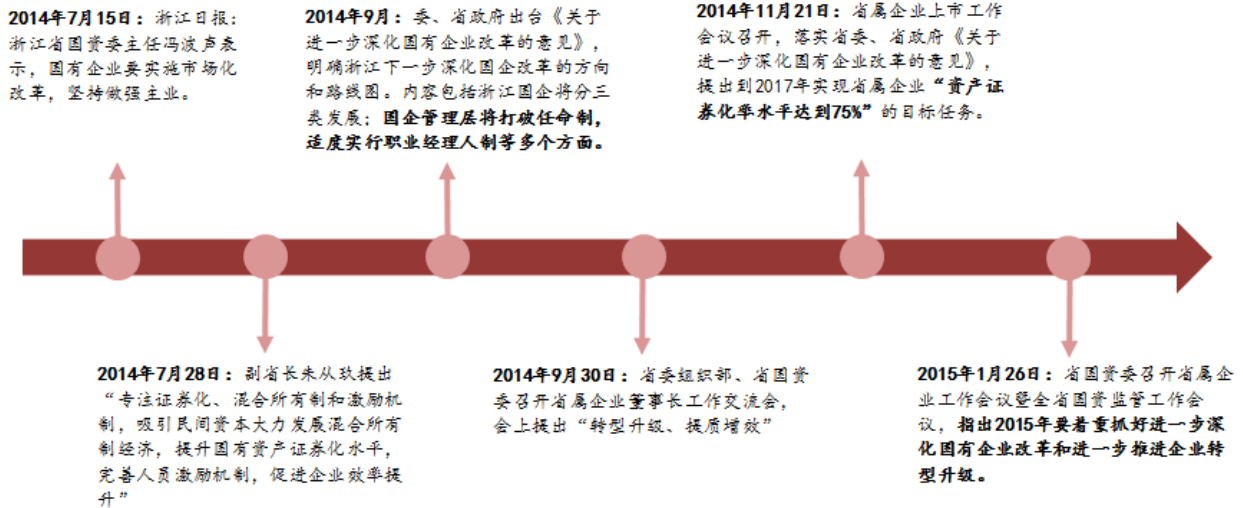 2014年7月15日：浙江日报：
浙江省国资委主任冯波声表
示，国有企业要实施市场化
改革，坚持做强主业。
2014年9月：委、省政府出台《关于
进一步深化国有企业改革的意见》，
明确浙江下一步深化国企改革的方向
和路线图。内容包括浙江国企将分三
类发展；国企管理层将打破任命制，
适度实行职业经理人制等多个方面。
2014年11月21日：省属企业上市工作
会议召开，落实省委、省政府《关于
进一步深化国有企业改革的意见》，
提出到2017年实现省属企业“资产证
券化率水平达到75%”的目标任务。
2014年7月28日：副省长朱从玖提出
“专注证券化、混合所有制和激励机
制，吸引民间资本大力发展混合所有
制经济，提升国有资产证券化水平，
完善人员激励机制，促进企业效率提
升”
2014年9月30日：省委组织部、省国资
委召开省属企业董事长工作交流会，
会上提出“转型升级、提质增效”
2015年1月26日：省国资委召开省属企
业工作会议暨全省国资监管工作会
议，指出2015年要着重抓好进一步深
化国有企业改革和进一步推进企业转
型升级。